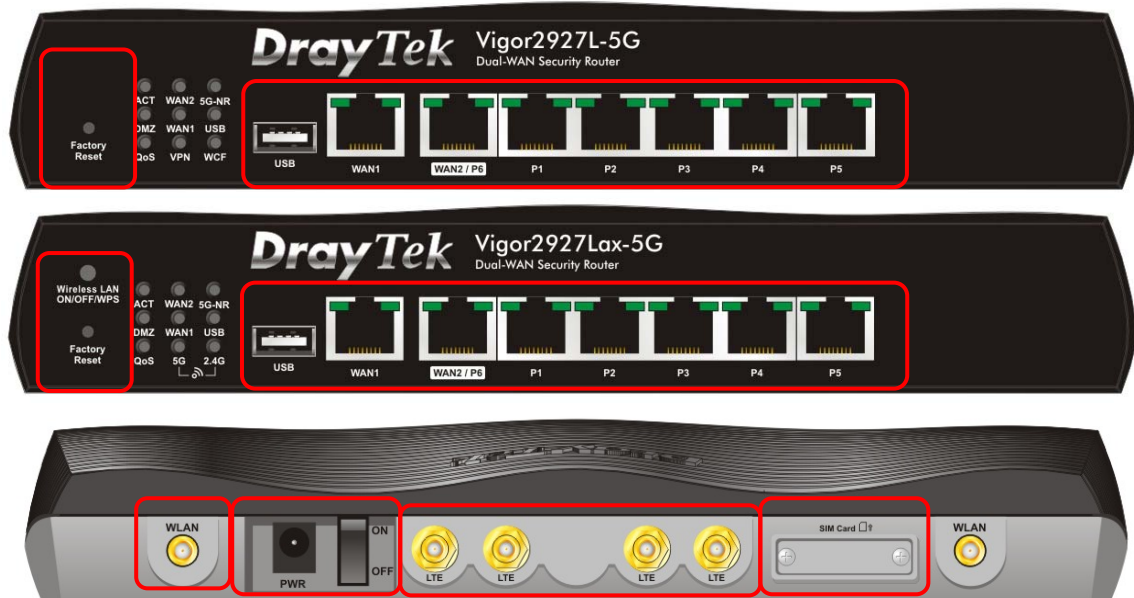 DrayTek Vigor2927L-5G
Dual-WAN Security Router
ACT WAN2 5G-NR
DMZ WAN1 USB
QoS VPN WCF
Factory
Reset
USB WAN1 WAN2 / P6 P1 P2 P3 P4 P5
DrayTek Vigor2927Lax-5G
Dual-WAN Security Router
Wireless LAN
ON/OFF/WPS
ACT WAN2 5G-NR
DMZ WAN1 USB
QoS 5G 2.4G
Factory
Reset
USB WAN1 WAN2 / P6 P1 P2 P3 P4 P5
WLAN
PWR
ON
OFF
LTE LTE LTE LTE
SIM Card
WLAN